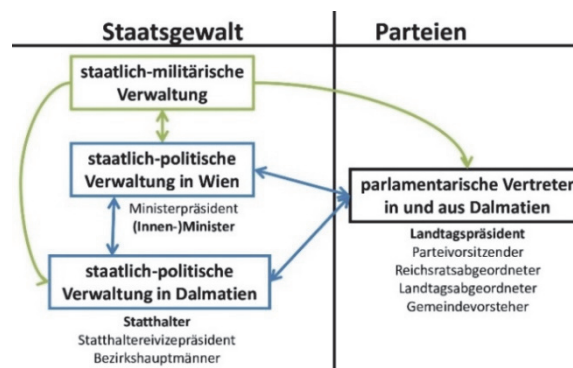 Staatsgewalt
Parteien
staatlich-militärische
Verwaltung
staatlich-politische
Verwaltung in Wien
Ministerpräsident
(Innen-)Minister
staatlich-politische
Verwaltung in Dalmatien
Statthalter
Statthaltereivizepräsident
Bezirkshauptmänner
parlamentarische Vertreter
in und aus Dalmatien
Landtagspräsident
Parteivorsitzender
Reichsratsabgeordneter
Landtagsabgeordneter
Gemeindevorsteher